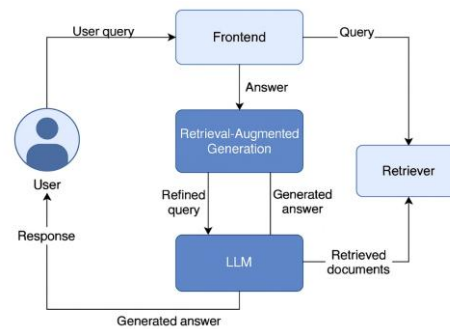 User query
Frontend
Query
Answer
Retrieval-Augmented
Generation
User
Retriever
Refined
query
Generated
answer
Response
LLM
Retrieved
documents
Generated answer